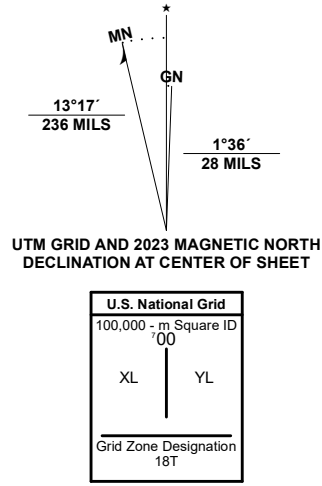 ★
MN
GN
13°17´
236 MILS
1°36´
28 MILS
UTM GRID AND 2023 MAGNETIC NORTH
DECLINATION AT CENTER OF SHEET
U.S. National Grid
100,000 - m Square ID
⁷00
XL YL
Grid Zone Designation
18T